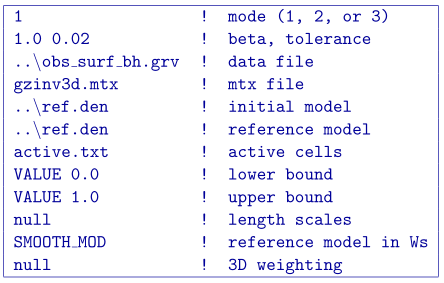 1 ! mode (1, 2, or 3)
1.0 0.02 ! beta, tolerance
..\obs_surf_bh.grv ! data file
gzinv3d.mtx ! mtx file
..\ref.den ! initial model
..\ref.den ! reference model
active.txt ! active cells
VALUE 0.0 ! lower bound
VALUE 1.0 ! upper bound
null ! length scales
SMOOTH_MOD ! reference model in Ws
null ! 3D weighting